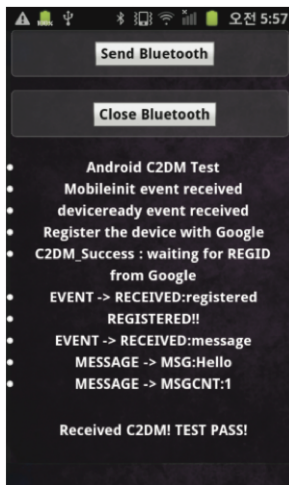 오전 5:57
Send Bluetooth
Close Bluetooth
Android C2DM Test
Mobileinit event received
deviceready event received
Register the device with Google
C2DM_Success : waiting for REGID
from Google
EVENT -> RECEIVED:registered
REGISTERED!!
EVENT -> RECEIVED:message
MESSAGE -> MSG:Hello
MESSAGE -> MSGCNT:1
Received C2DM! TEST PASS!